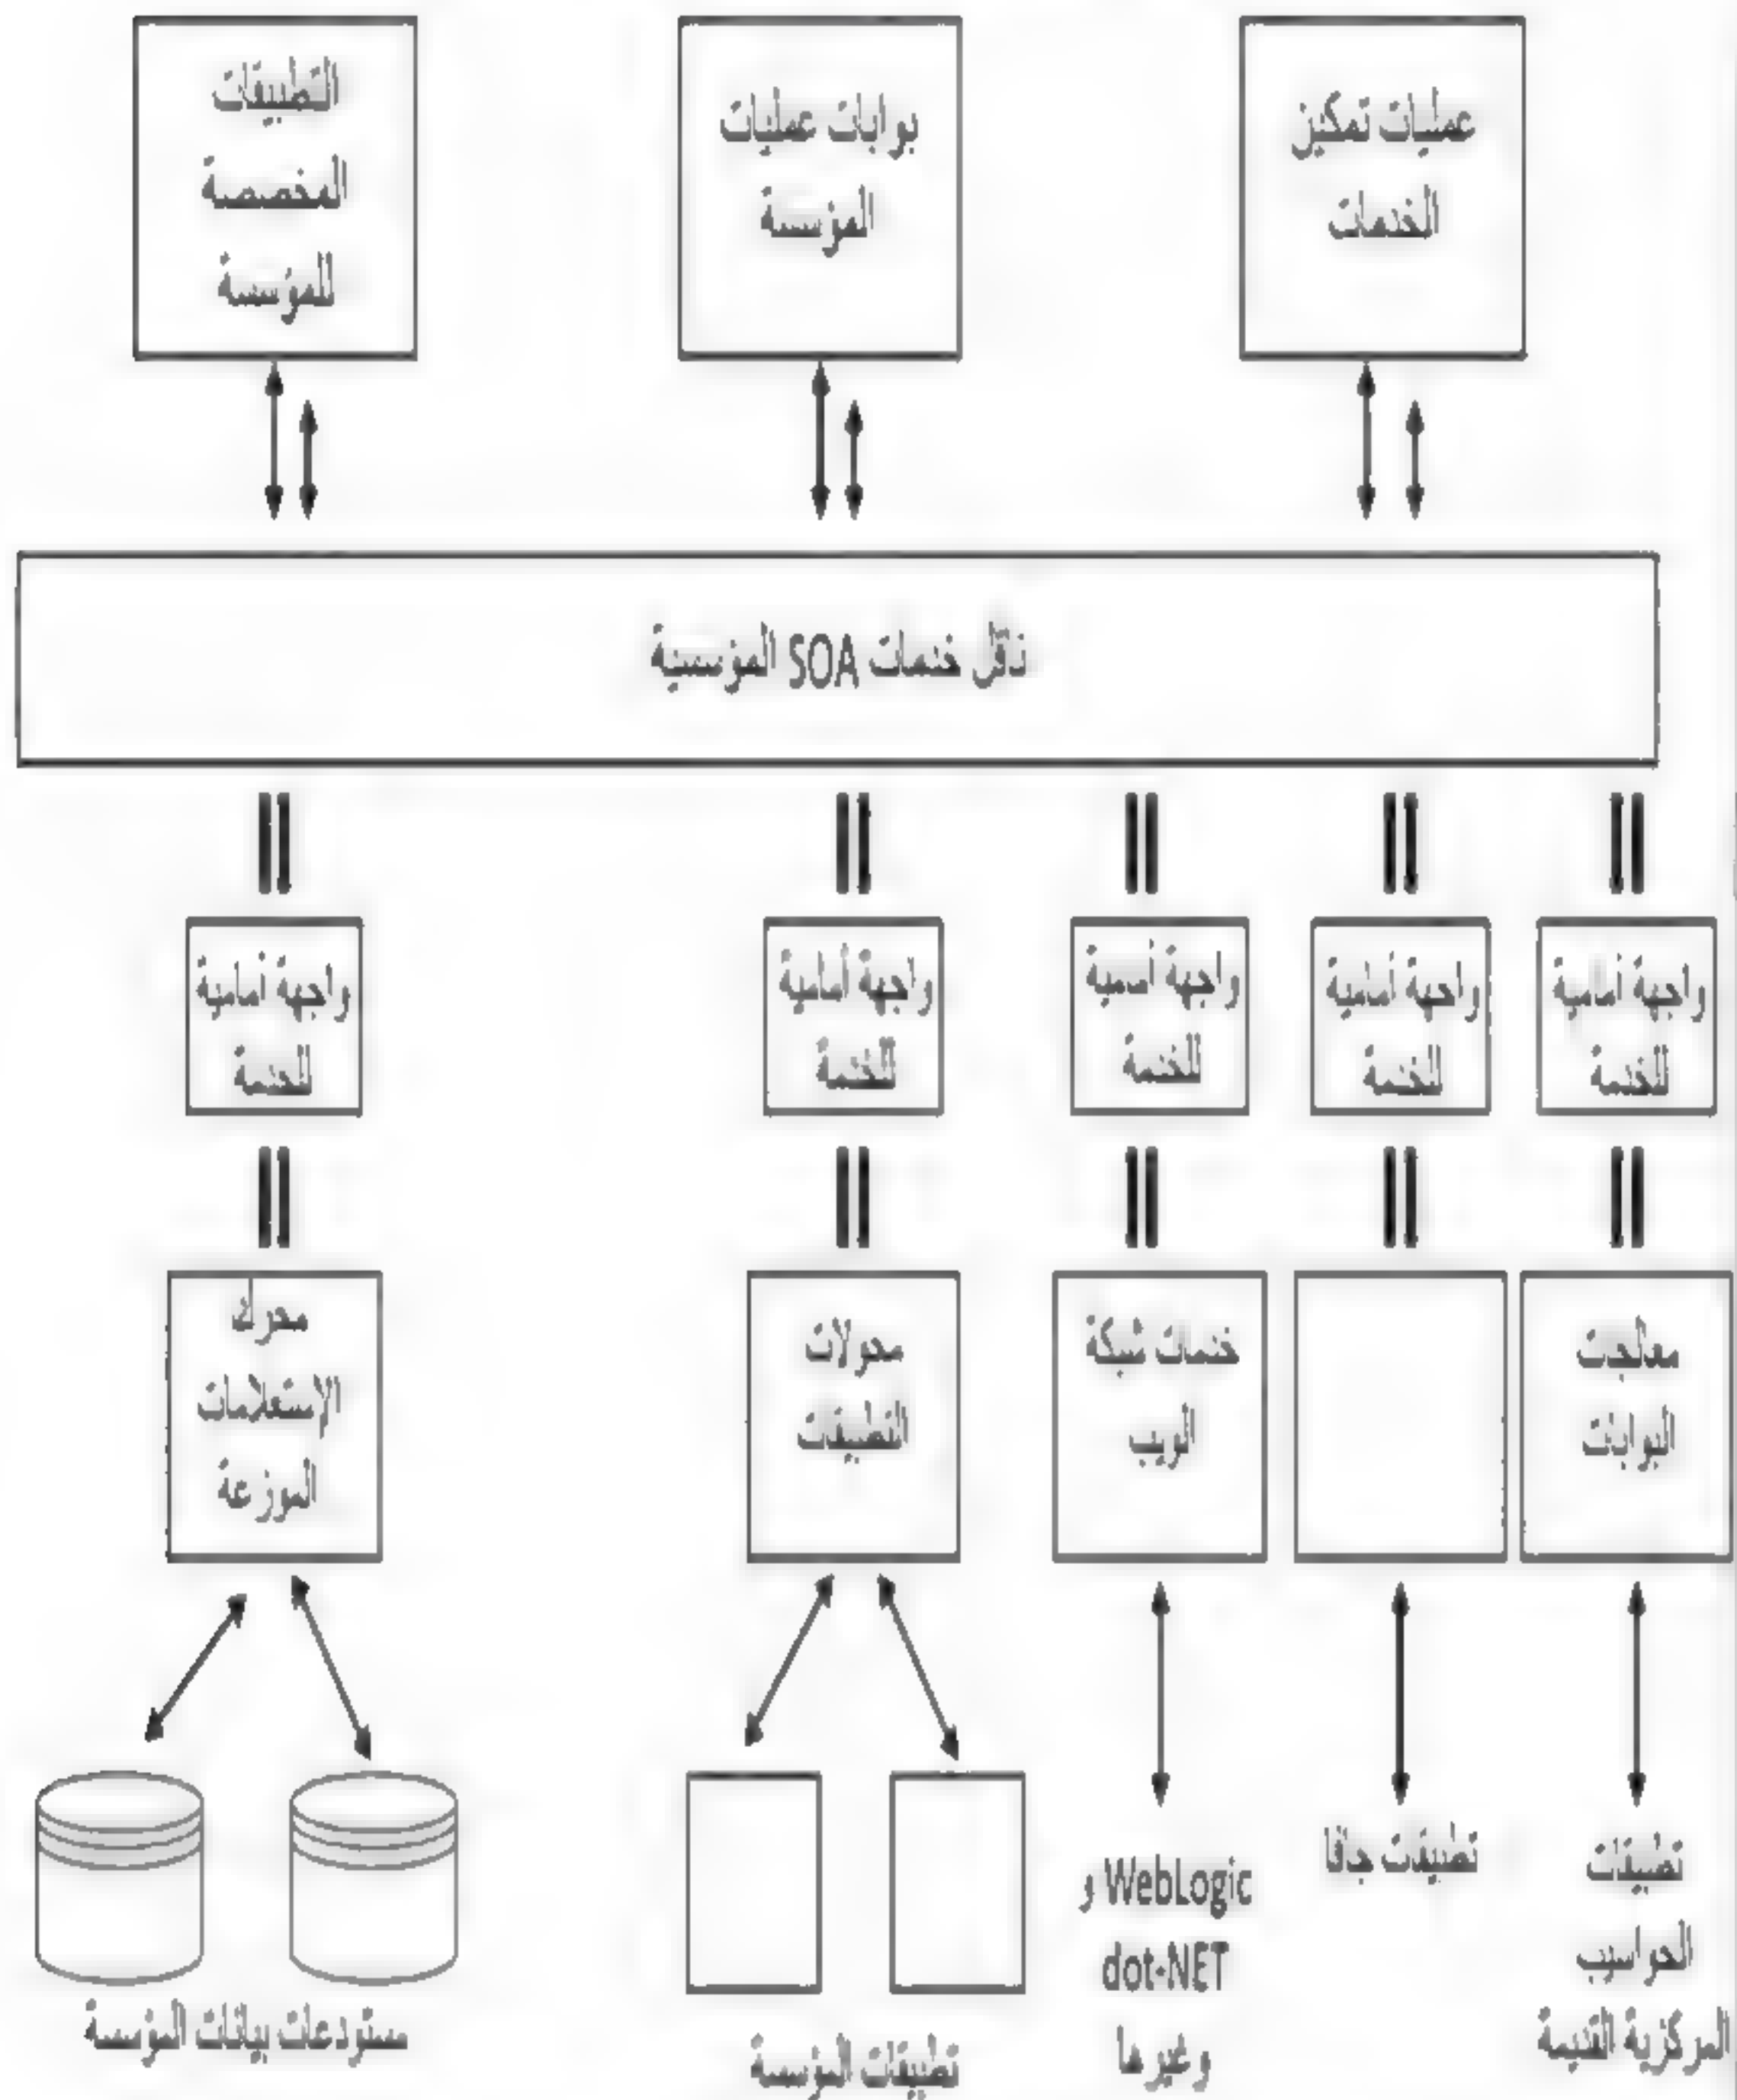 عمليات تمكين
الخدمات
بوابات عمليات
المؤسسة
التطبيقات
المخصصة
للمؤسسة
ناقل خدمات SOA المؤسسية
واجهة أمامية
للخدمة
واجهة أمامية
للخدمة
واجهة أمامية
للخدمة
واجهة أمامية
للخدمة
واجهة أمامية
للخدمة
معالجات
البوابات
خدمات شبكة
الويب
محولات
التطبيقات
محرك
الإستعلامات
الموزعة
تطبيقات
الحواسيب
المركزية القديمة
تطبيقات جافا
WebLogic و
dot-NET
وغيرها
تطبيقات المؤسسة
مستودعات بيانات المؤسسة